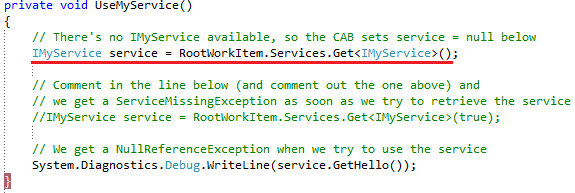 private void UseMyService()
{
// There's no IMyService available, so the CAB sets service = null below
IMyService service = RootWorkItem.Services.Get<IMyService>();
// Comment in the line below (and comment out the one above) and
// we get a ServiceMissingException as soon as we try to retrieve the service
//IMyService service = RootWorkItem.Services.Get<IMyService>(true);
// We get a NullReferenceException when we try to use the service
System.Diagnostics.Debug.WriteLine(service.GetHello());
}